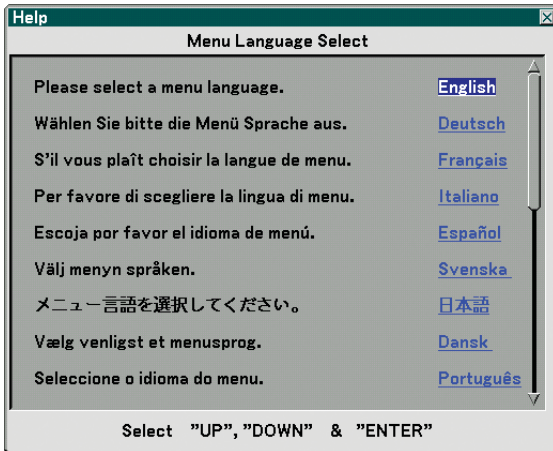 Help
Menu Language Select
Please select a menu language. English
Wählen Sie bitte die Menü Sprache aus. Deutsch
S'il vous plaît choisir la langue de menu. Français
Per favore di scegliere la lingua di menu. Italiano
Escoja por favor el idioma de menú. Español
Välj menyn språken. Svenska
メニュー言語を選択してください。 日本語
Vælg venligst et menusprog. Dansk
Seleccione o idioma do menu. Português
Select "UP", "DOWN" & "ENTER"